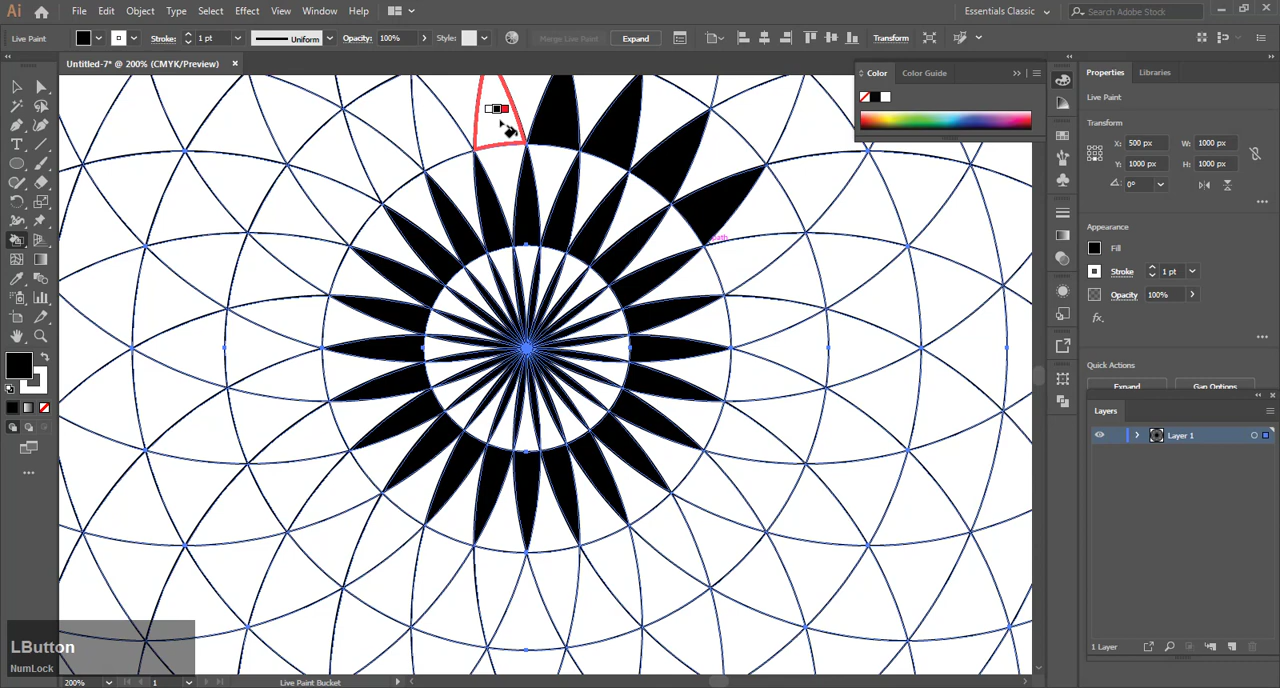 Ai File Edit Object Type Select Effect View Window Help Essentials Classic Search Adobe Stock
Live Paint Stroke: 1 pt Uniform Opacity: 100% Style: Merge Live Paint Expand Transform
Untitled-7* @ 200% (CMYK/Preview) ×
Color Color Guide
Properties Libraries
Live Paint
Transform
X: 500 px W: 1000 px
Y: 1000 px H: 1000 px
0°
Appearance
Fill
Stroke 1 pt
Opacity 100%
fx.
Quick Actions
Expand Gap Options
Layers
Layer 1
path
T
LButton
NumLock
1 Layer
200% 1 Live Paint Bucket